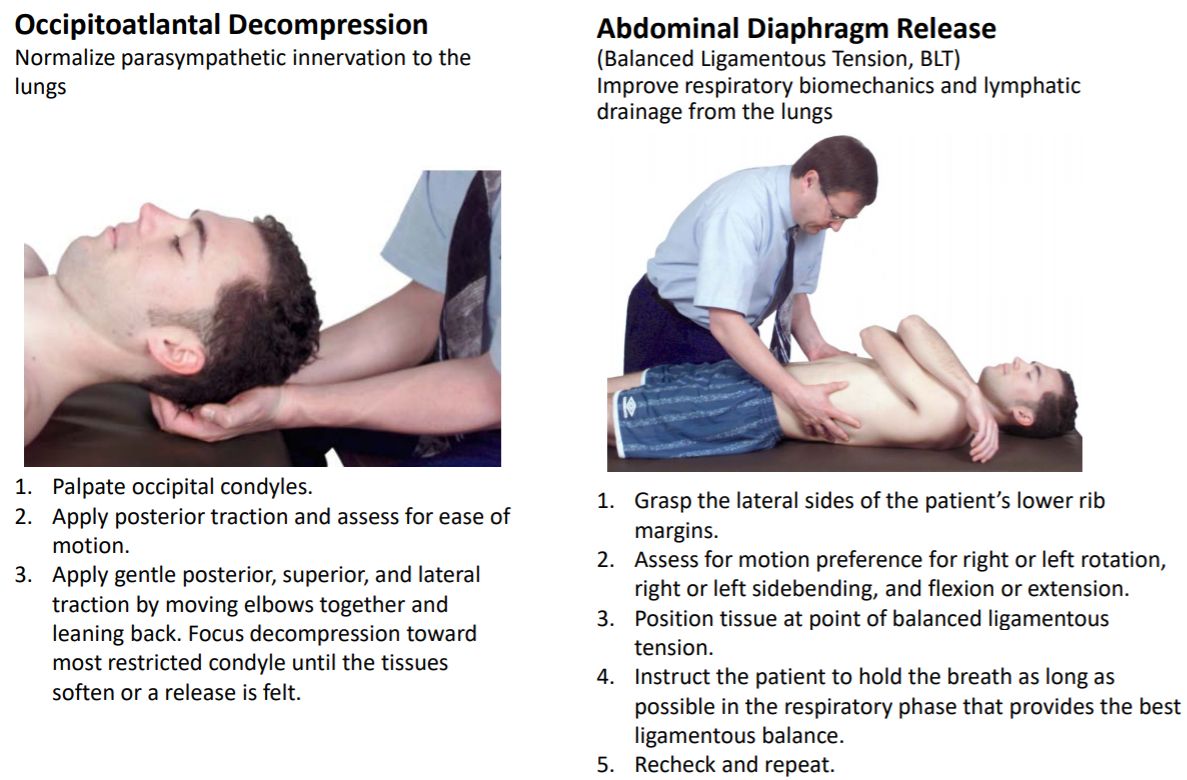 Occipitoatlantal Decompression
Normalize parasympathetic innervation to the
lungs
1. Palpate occipital condyles.
2. Apply posterior traction and assess for ease of
motion.
3. Apply gentle posterior, superior, and lateral
traction by moving elbows together and
leaning back. Focus decompression toward
most restricted condyle until the tissues
soften or a release is felt.
Abdominal Diaphragm Release
(Balanced Ligamentous Tension, BLT)
Improve respiratory biomechanics and lymphatic
drainage from the lungs
1. Grasp the lateral sides of the patient’s lower rib
margins.
2. Assess for motion preference for right or left rotation,
right or left sidebending, and flexion or extension.
3. Position tissue at point of balanced ligamentous
tension.
4. Instruct the patient to hold the breath as long as
possible in the respiratory phase that provides the best
ligamentous balance.
5. Recheck and repeat.